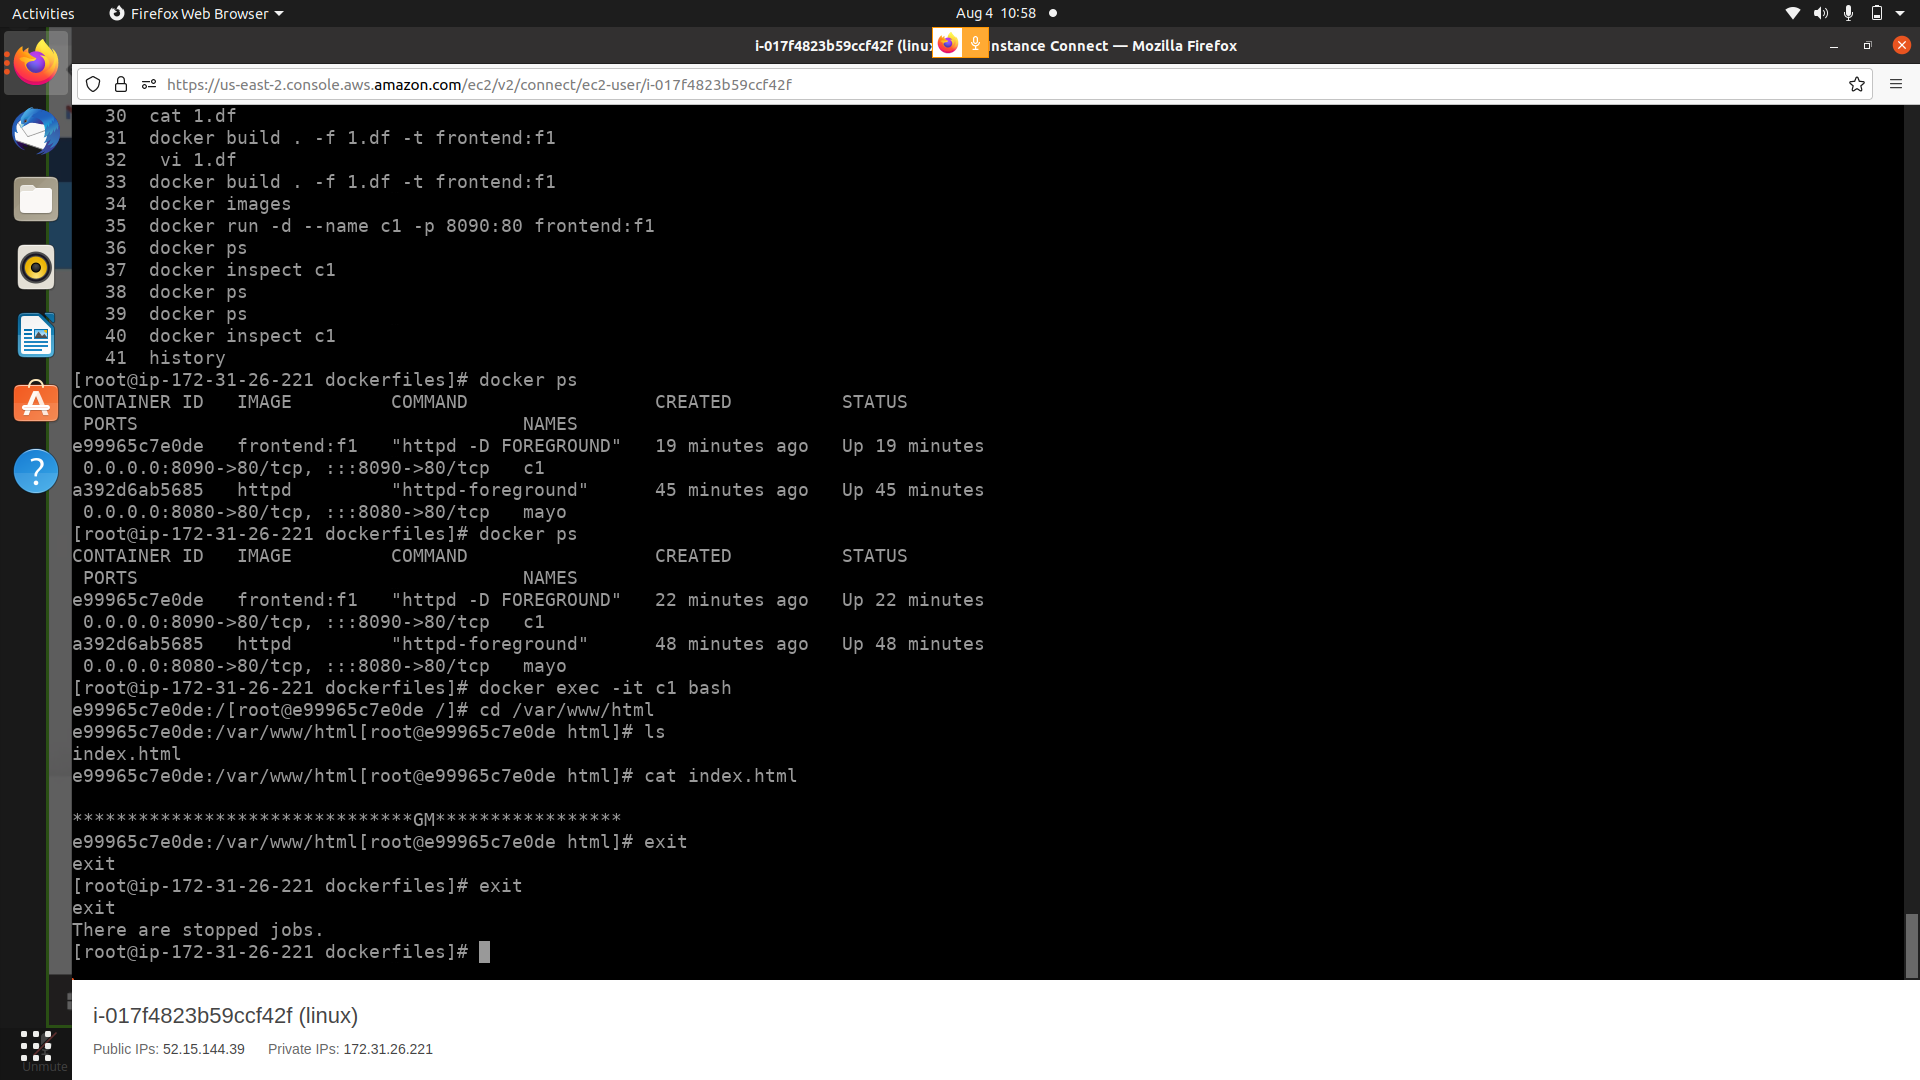 Activities
Firefox Web Browser
Aug 4 10:58
i-017f4823b59ccf42f (linu
nstance Connect — Mozilla Firefox
https://us-east-2.console.aws.amazon.com/ec2/v2/connect/ec2-user/i-017f4823b59ccf42f
30 cat 1.df
31 docker build . -f 1.df -t frontend:f1
32 vi 1.df
33 docker build . -f 1.df -t frontend:f1
34 docker images
35 docker run -d --name c1 -p 8090:80 frontend:f1
36 docker ps
37 docker inspect c1
38 docker ps
39 docker ps
40 docker inspect c1
41 history
[root@ip-172-31-26-221 dockerfiles]# docker ps
CONTAINER ID IMAGE COMMAND CREATED STATUS
PORTS NAMES
e99965c7e0de frontend:f1 "httpd -D FOREGROUND" 19 minutes ago Up 19 minutes
0.0.0.0:8090->80/tcp, :::8090->80/tcp c1
a392d6ab5685 httpd "httpd-foreground" 45 minutes ago Up 45 minutes
0.0.0.0:8080->80/tcp, :::8080->80/tcp mayo
[root@ip-172-31-26-221 dockerfiles]# docker ps
CONTAINER ID IMAGE COMMAND CREATED STATUS
PORTS NAMES
e99965c7e0de frontend:f1 "httpd -D FOREGROUND" 22 minutes ago Up 22 minutes
0.0.0.0:8090->80/tcp, :::8090->80/tcp c1
a392d6ab5685 httpd "httpd-foreground" 48 minutes ago Up 48 minutes
0.0.0.0:8080->80/tcp, :::8080->80/tcp mayo
[root@ip-172-31-26-221 dockerfiles]# docker exec -it c1 bash
e99965c7e0de:/[root@e99965c7e0de /]# cd /var/www/html
e99965c7e0de:/var/www/html[root@e99965c7e0de html]# ls
index.html
e99965c7e0de:/var/www/html[root@e99965c7e0de html]# cat index.html
*******************************GM*****************
e99965c7e0de:/var/www/html[root@e99965c7e0de html]# exit
exit
[root@ip-172-31-26-221 dockerfiles]# exit
exit
There are stopped jobs.
[root@ip-172-31-26-221 dockerfiles]#
i-017f4823b59ccf42f (linux)
Public IPs: 52.15.144.39 Private IPs: 172.31.26.221
Unmute